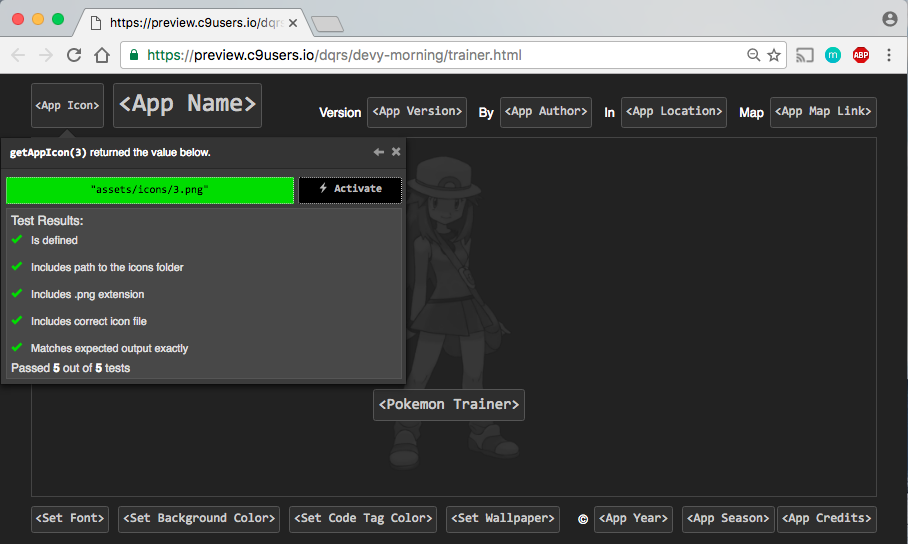 https://preview.c9users.io/dqrs
https://preview.c9users.io/dqrs/devy-morning/trainer.html
m
ABP
<App Icon>
<App Name>
Version <App Version> By <App Author> In <App Location> Map <App Map Link>
getAppIcon(3) returned the value below.
"assets/icons/3.png"
Activate
Test Results:
Is defined
Includes path to the icons folder
Includes .png extension
Includes correct icon file
Matches expected output exactly
Passed 5 out of 5 tests
<Pokemon Trainer>
<Set Font> <Set Background Color> <Set Code Tag Color> <Set Wallpaper> © <App Year> <App Season> <App Credits>